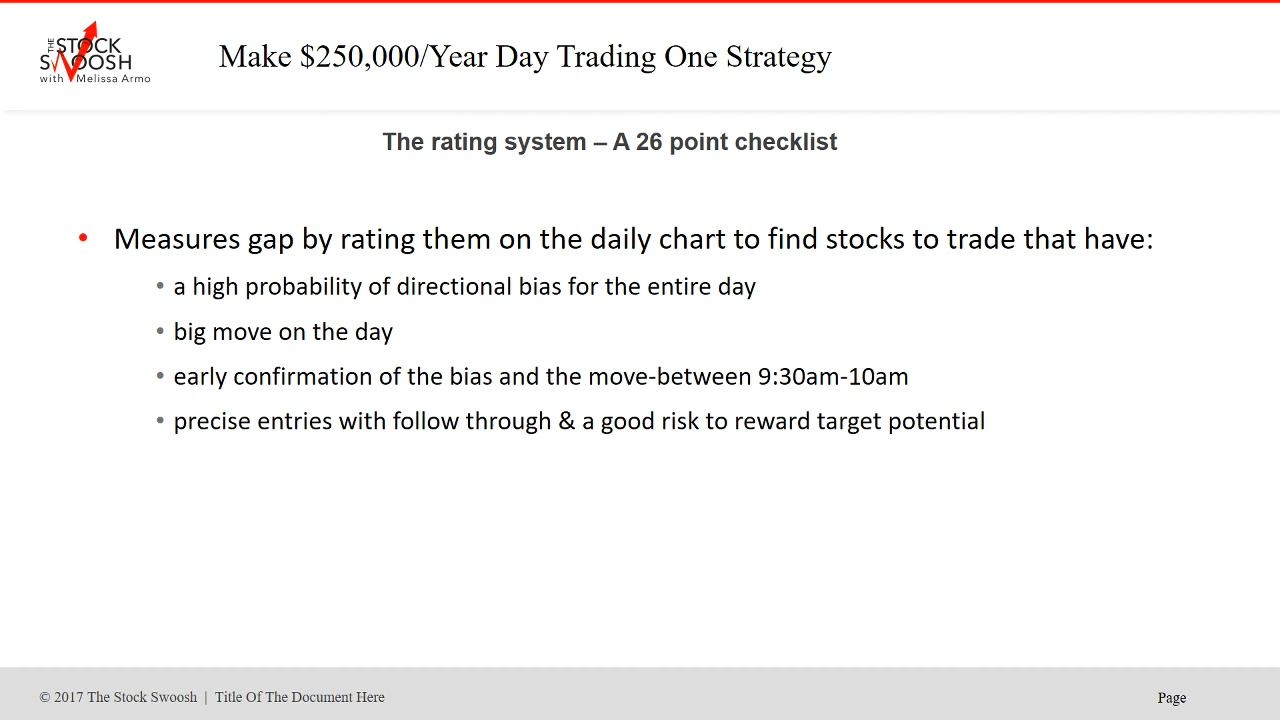 THE STOCK
SWOOSH
with Melissa Armo
Make $250,000/Year Day Trading One Strategy
The rating system – A 26 point checklist
• Measures gap by rating them on the daily chart to find stocks to trade that have:
• a high probability of directional bias for the entire day
• big move on the day
• early confirmation of the bias and the move-between 9:30am-10am
• precise entries with follow through & a good risk to reward target potential
© 2017 The Stock Swoosh | Title Of The Document Here
Page